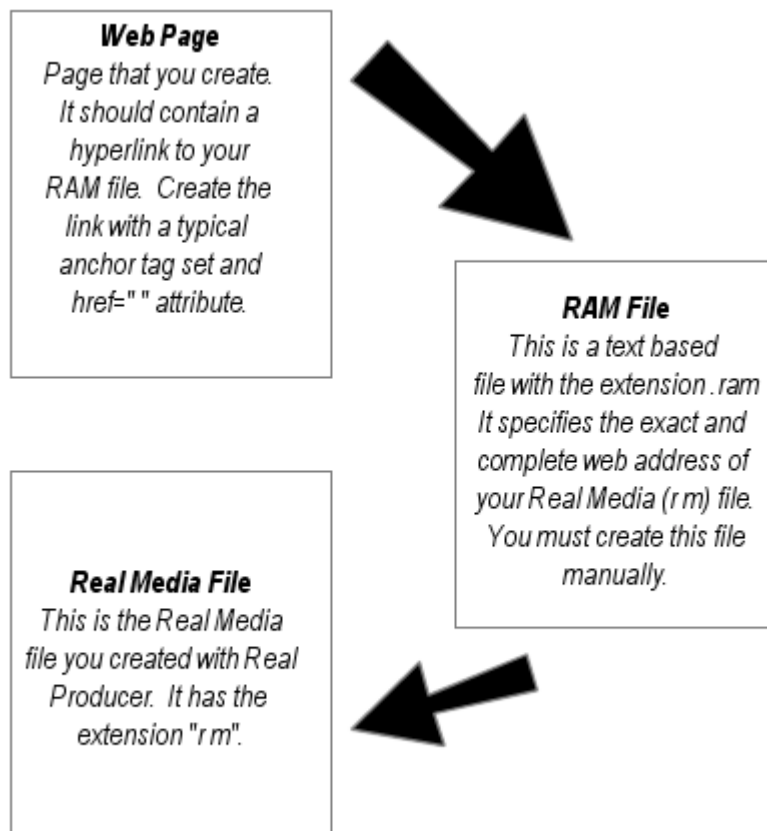 Web Page
Page that you create.
It should contain a
hyperlink to your
RAM file. Create the
link with a typical
anchor tag set and
href=" " attribute.
RAM File
This is a text based
file with the extension .ram
It specifies the exact and
complete web address of
your Real Media (r m) file.
You must create this file
manually.
Real Media File
This is the Real Media
file you created with Real
Producer. It has the
extension "r m".